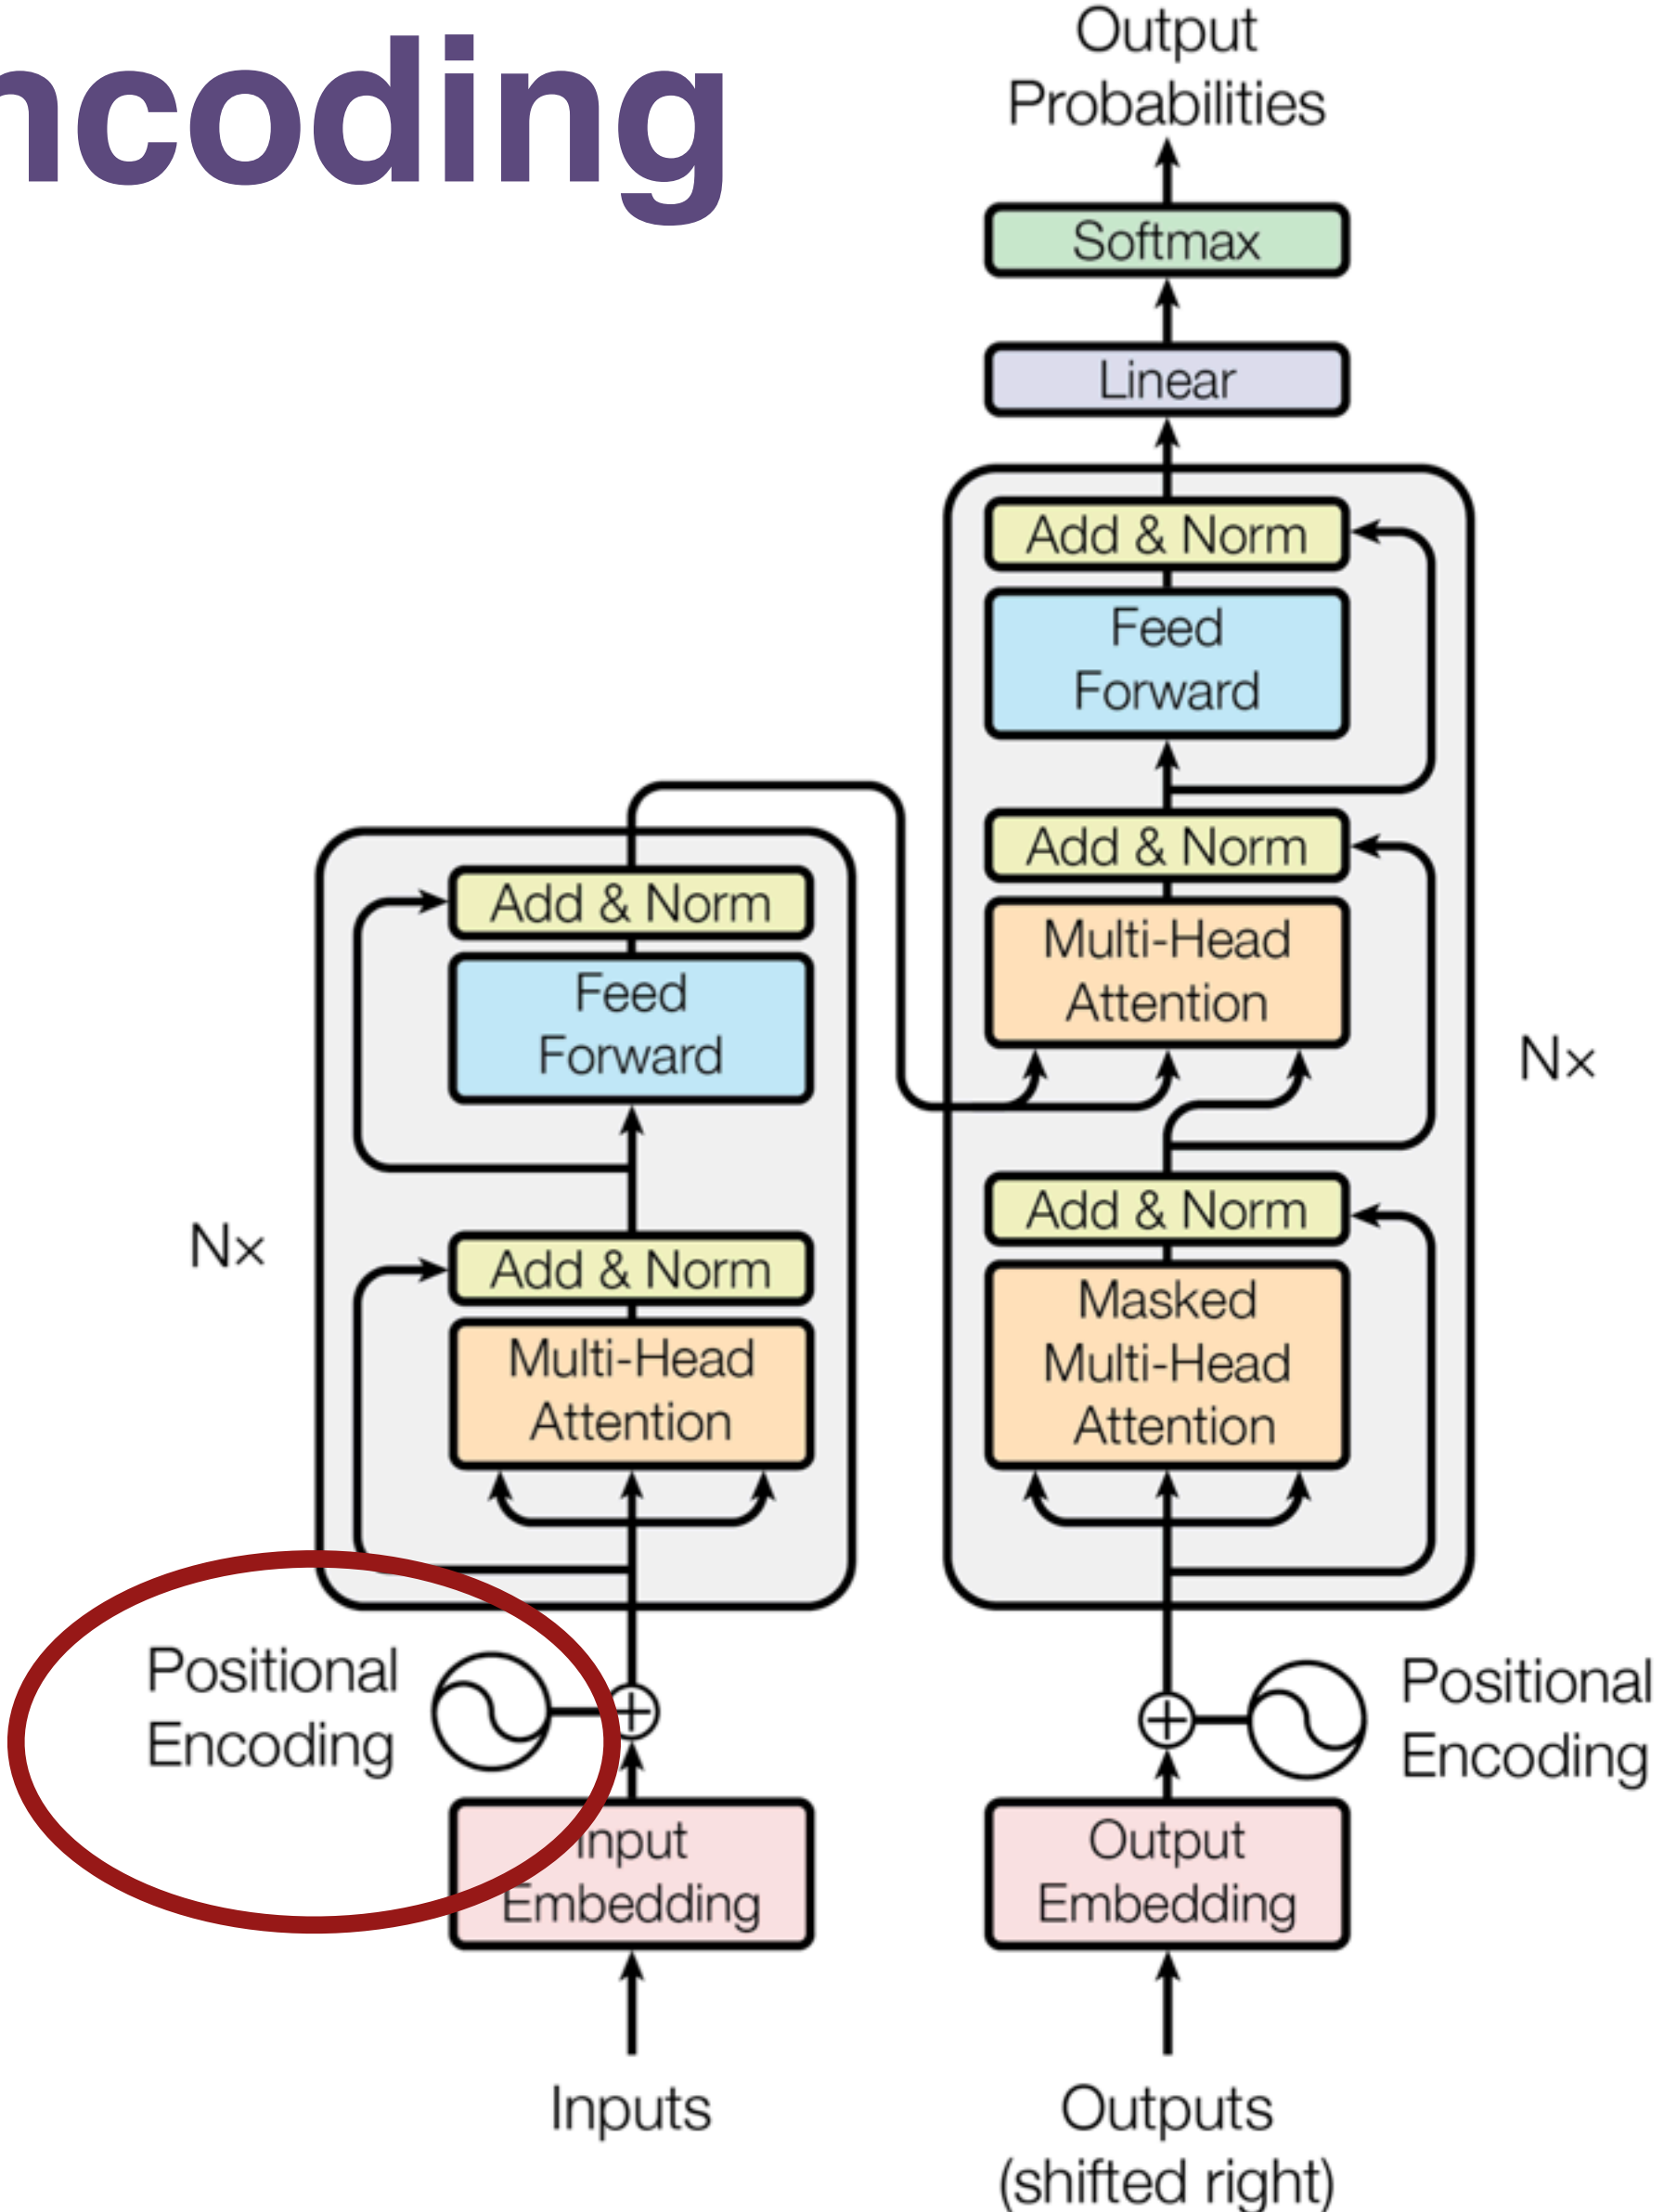 ncoding
Output
Probabilities
Softmax
Linear
Add & Norm
Feed
Forward
Add & Norm
Multi-Head
Attention
Nx
Add & Norm
Masked
Multi-Head
Attention
Add & Norm
Feed
Forward
Nx
Add & Norm
Multi-Head
Attention
Positional
Encoding
Positional
Encoding
Input
Embedding
Output
Embedding
Inputs
Outputs
(shifted right)